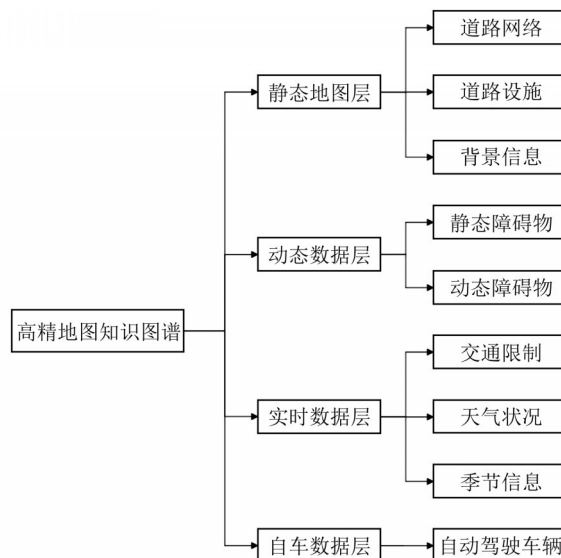 道路网络
静态地图层
道路设施
背景信息
静态障碍物
动态数据层
动态障碍物
高精地图知识图谱
交通限制
实时数据层
天气状况
季节信息
自车数据层
自动驾驶车辆